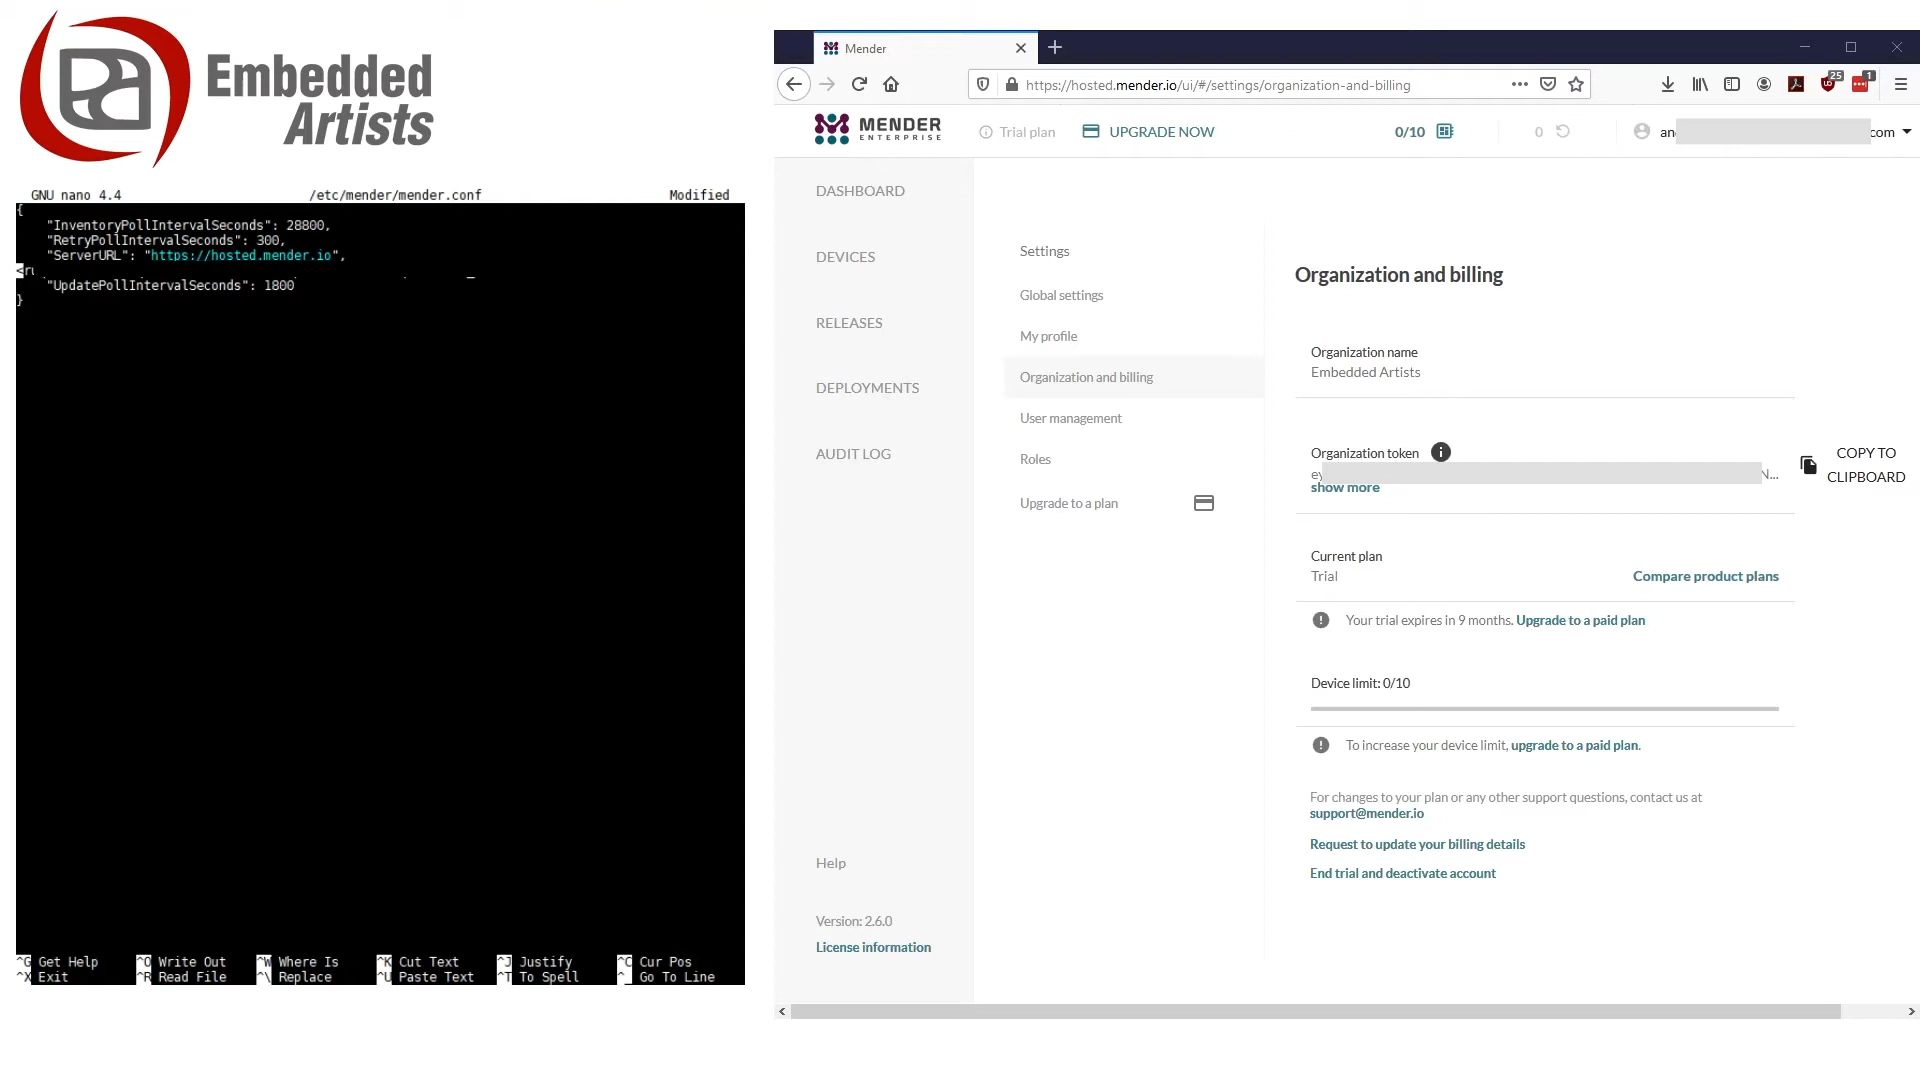 Embedded
Artists
GNU nano 4.4 /etc/mender/mender.conf Modified
{
"InventoryPollIntervalSeconds": 28800,
"RetryPollIntervalSeconds": 300,
"ServerURL": "https://hosted.mender.io",
"UpdatePollIntervalSeconds": 1800
}
^G Get Help ^O Write Out ^W Where Is ^K Cut Text ^J Justify ^C Cur Pos
^X Exit ^R Read File ^\ Replace ^U Paste Text ^T To Spell ^_ Go To Line
Mender
https://hosted.mender.io/ui/#/settings/organization-and-billing
25
1
MENDER
ENTERPRISE
Trial plan
UPGRADE NOW
0/10
0
an
com
DASHBOARD
DEVICES
RELEASES
DEPLOYMENTS
AUDIT LOG
Help
Version: 2.6.0
License information
Settings
Global settings
My profile
Organization and billing
User management
Roles
Upgrade to a plan
Organization and billing
Organization name
Embedded Artists
Organization token
ey N...
show more
COPY TO
CLIPBOARD
Current plan
Trial
Compare product plans
Your trial expires in 9 months. Upgrade to a paid plan
Device limit: 0/10
To increase your device limit, upgrade to a paid plan.
For changes to your plan or any other support questions, contact us at
support@mender.io
Request to update your billing details
End trial and deactivate account